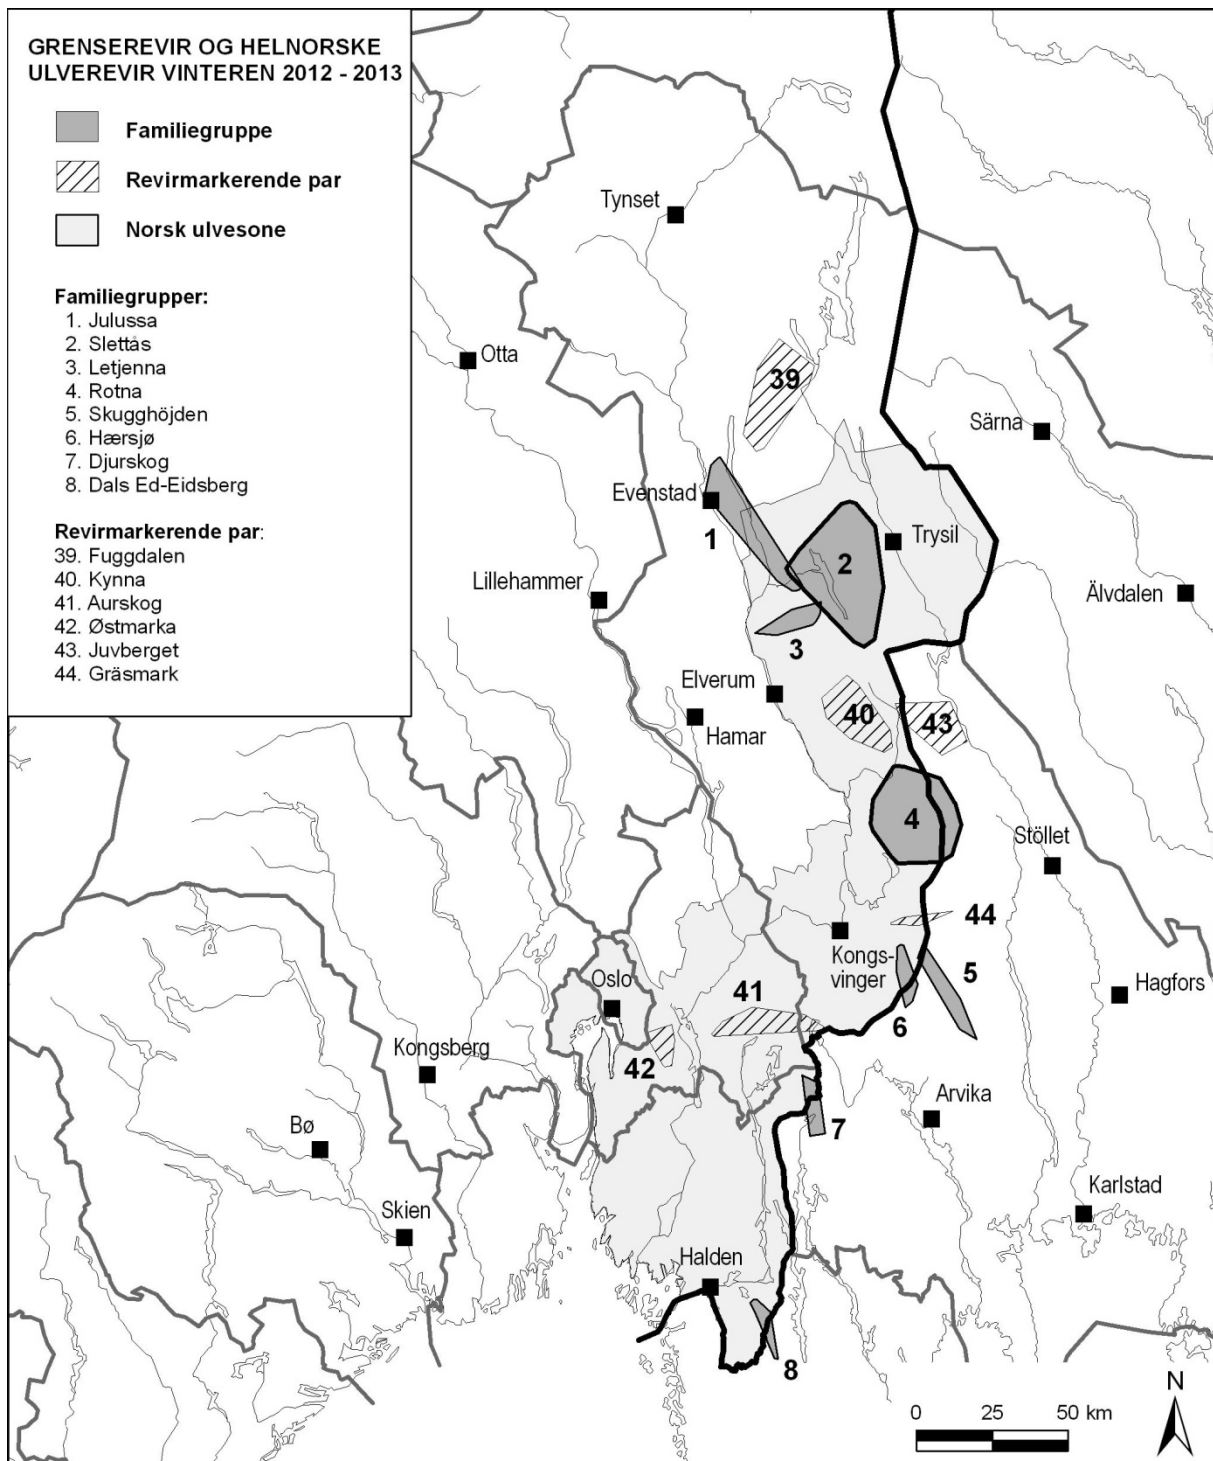 GRENSEREVIR OG HELNORSKE
ULVEREVIR VINTEREN 2012 - 2013
Familiegruppe
Revirmarkerende par
Norsk ulvesone
Familiegrupper:
1. Julussa
2. Slettås
3. Letjenna
4. Rotna
5. Skugghöjden
6. Hærsjø
7. Djurskog
8. Dals Ed-Eidsberg
Revirmarkerende par:
39. Fuggdalen
40. Kynna
41. Aurskog
42. Østmarka
43. Juvberget
44. Gräsmark
Tynset
Otta
39
Särna
Evenstad
1
2
Trysil
Lillehammer
Älvdalen
3
Elverum
Hamar
40
43
4
Stöllet
44
Kongs-
vinger
5
Hagfors
Oslo
41
6
Kongsberg
42
Arvika
Bø
7
Karlstad
Skien
Halden
8
N
0 25 50 km